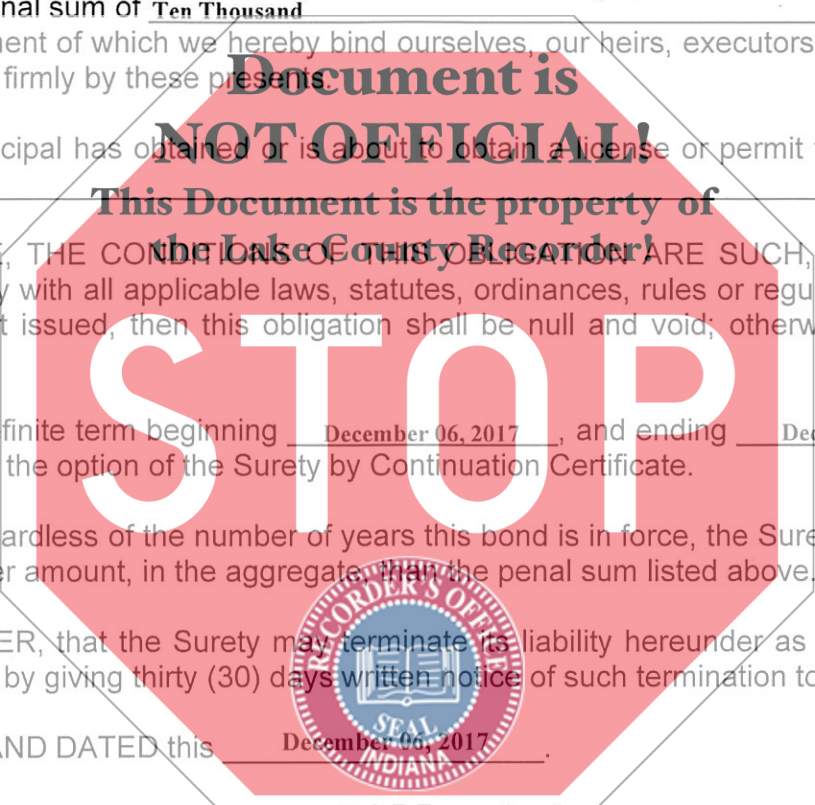 nal sum of Ten Thousand
ment of which we hereby bind ourselves, our heirs, executors
firmly by these presents.
Document is
NOT OFFICIAL!
cipal has obtained or is about to obtain a license or permit
This Document is the property of
the Lake County Recorder!
, THE CONDITIONS OF THIS OBLIGATION ARE SUCH,
y with all applicable laws, statutes, ordinances, rules or regu
t issued, then this obligation shall be null and void; otherw
STOP
finite term beginning December 06, 2017, and ending Dec
the option of the Surety by Continuation Certificate.
ardless of the number of years this bond is in force, the Sure
er amount, in the aggregate, than the penal sum listed above.
RECORDER'S OFFICE
ER, that the Surety may terminate its liability hereunder as
by giving thirty (30) days written notice of such termination to
SEAL
INDIANA
AND DATED this December 06, 2017.